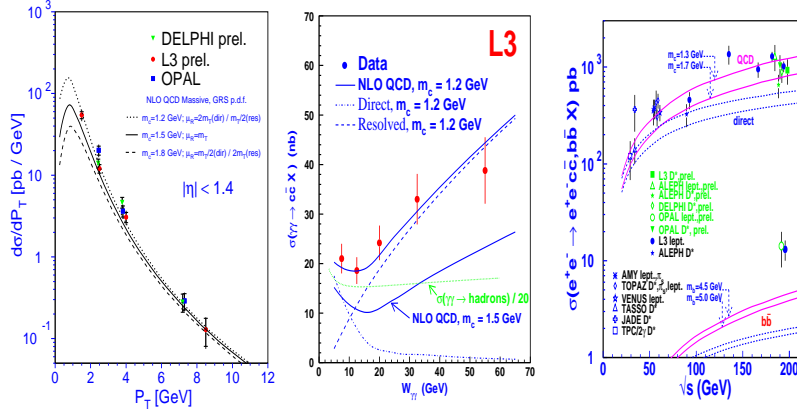 dσ/dP_T [pb / GeV]
10³
10²
10
1
10⁻¹
DELPHI prel.
L3 prel.
OPAL
NLO QCD Massive, GRS p.d.f.
m_c=1.2 GeV; μ_R=2m_T(dir) / m_T/2(res)
m_c=1.5 GeV; μ_R=m_T
m_c=1.8 GeV; μ_R=m_T/2(dir) / 2m_T(res)
|η| < 1.4
0 2 4 6 8 10 12
P_T [GeV]
σ(γγ → cc̄ X ) (nb)
70
60
50
40
30
20
10
0
L3
Data
NLO QCD, m_c = 1.2 GeV
Direct, m_c = 1.2 GeV
Resolved, m_c = 1.2 GeV
σ(γγ→hadrons) / 20
NLO QCD, m_c = 1.5 GeV
0 10 20 30 40 50 60 70
W_γγ (GeV)
σ(e⁺e⁻ → e⁺e⁻cc̄,bb̄ X) pb
10³
10²
10
1
m_c=1.3 GeV
m_c=1.7 GeV
QCD
direct
L3 D*,prel.
ALEPH lept.,prel.
ALEPH D*,prel.
DELPHI D*,prel.
OPAL lept.,prel.
OPAL D*, prel.
L3 lept.
ALEPH D*
AMY lept.,π_s
TOPAZ D*,π_s,lept.
VENUS lept.
TASSO D*
JADE D*
TPC/2γ D*
m_b=4.5 GeV
m_b=5.0 GeV
bb̄
0 50 100 150 200
√s (GeV)